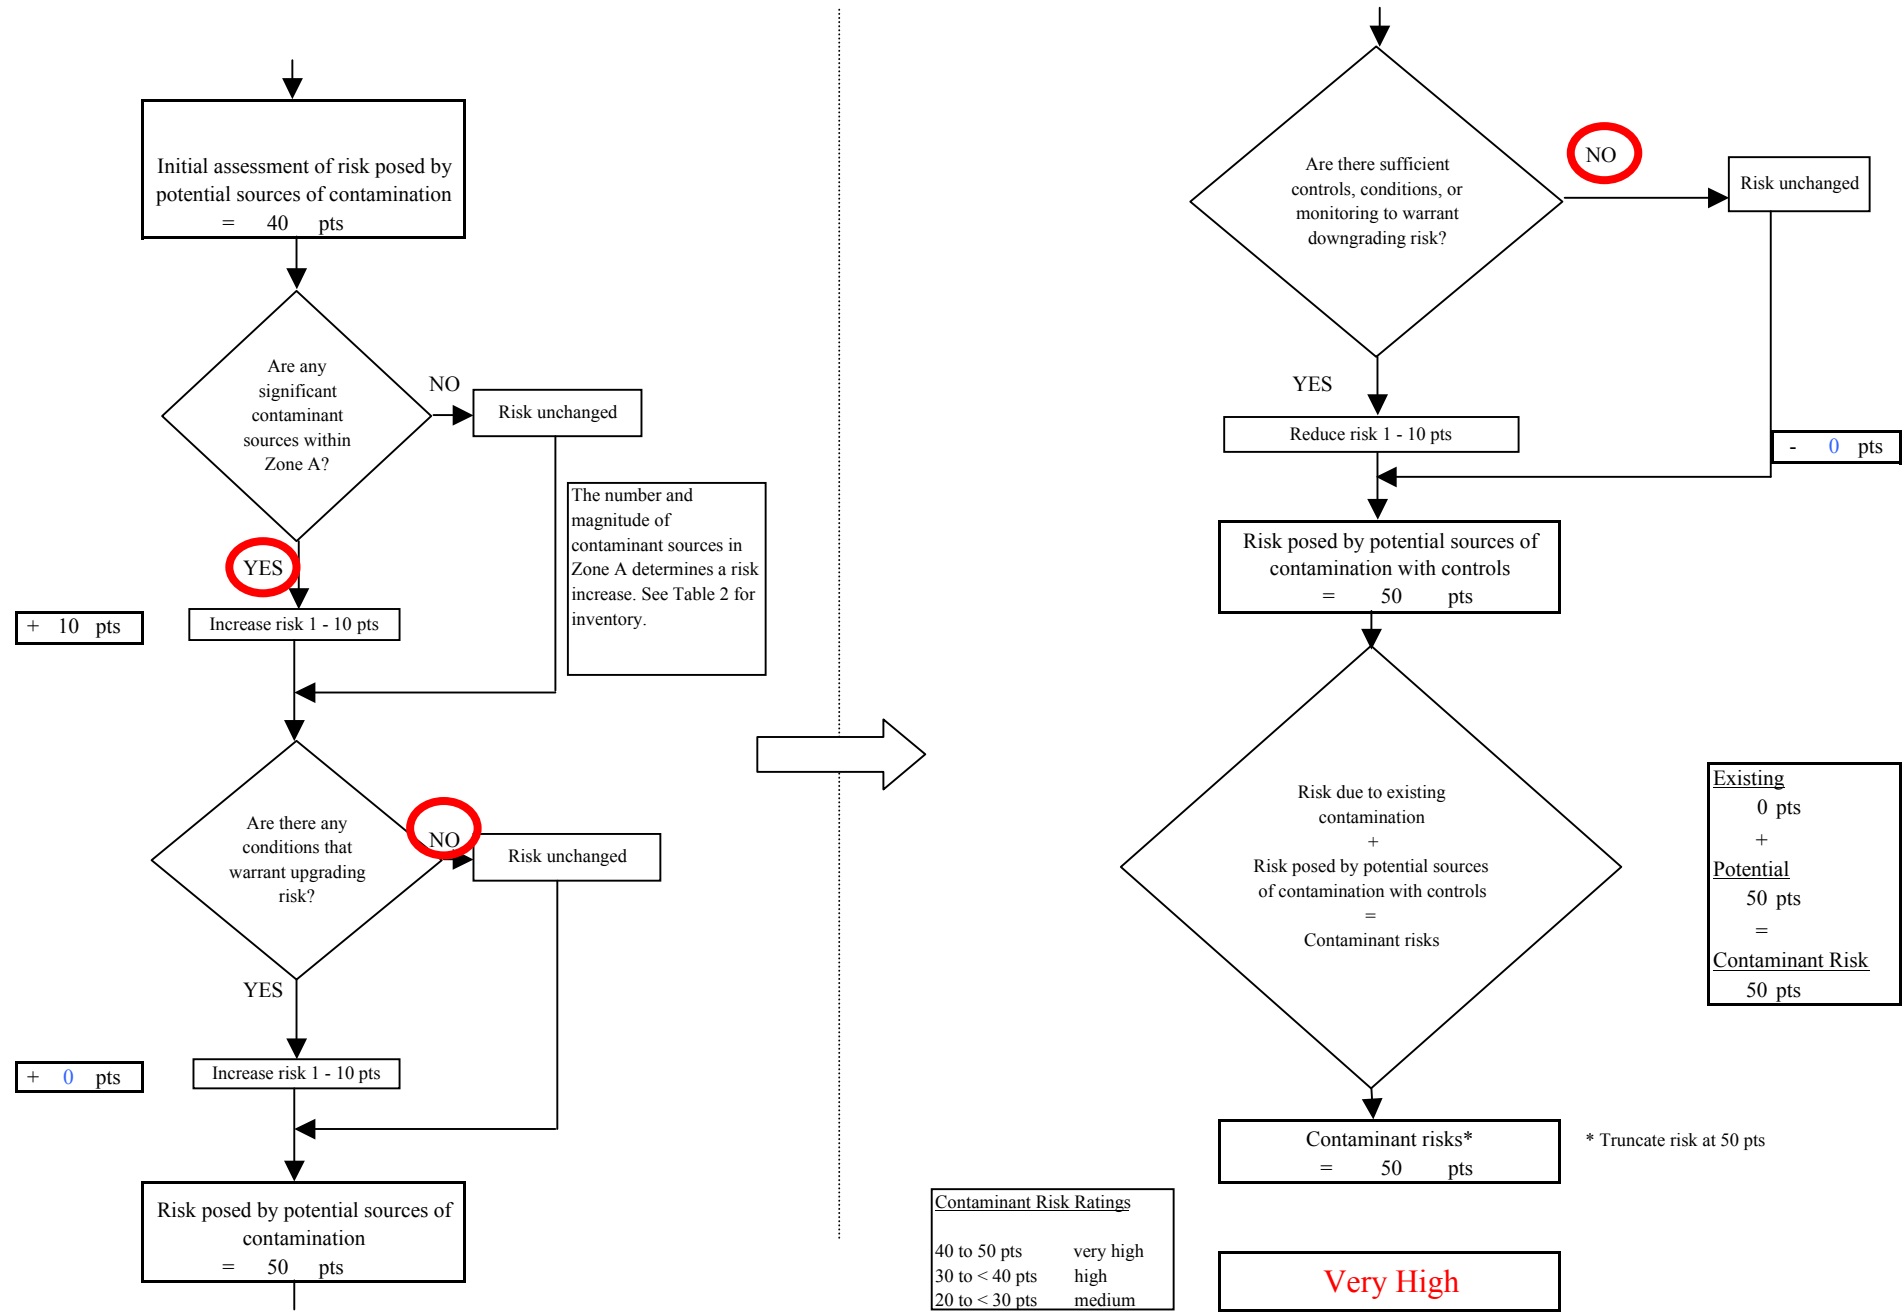 Initial assessment of risk posed by
potential sources of contamination
= 40 pts
Are any
significant
contaminant
sources within
Zone A?
NO
Risk unchanged
The number and
magnitude of
contaminant sources in
Zone A determines a risk
increase. See Table 2 for
inventory.
YES
+ 10 pts
Increase risk 1 - 10 pts
Are there any
conditions that
warrant upgrading
risk?
NO
Risk unchanged
YES
+ 0 pts
Increase risk 1 - 10 pts
Risk posed by potential sources of
contamination
= 50 pts
Are there sufficient
controls, conditions, or
monitoring to warrant
downgrading risk?
NO
Risk unchanged
YES
Reduce risk 1 - 10 pts
- 0 pts
Risk posed by potential sources of
contamination with controls
= 50 pts
Risk due to existing
contamination
+
Risk posed by potential sources
of contamination with controls
=
Contaminant risks
Existing
0 pts
+
Potential
50 pts
=
Contaminant Risk
50 pts
Contaminant risks*
= 50 pts
* Truncate risk at 50 pts
Contaminant Risk Ratings
40 to 50 pts very high
30 to < 40 pts high
20 to < 30 pts medium
Very High